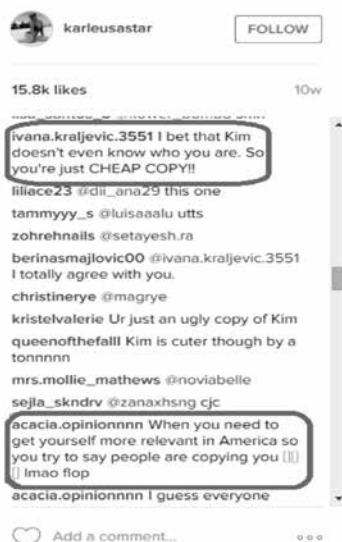 karleusastar
FOLLOW
15.8k likes
10w
ivana.kraljevic.3551 I bet that Kim
doesn't even know who you are. So
you're just CHEAP COPY!!
liliace23 @dii_ana29 this one
tammyyy_s @luisaaalu utts
zohrehnails @setayesh.ra
berinasmajlovic00 @ivana.kraljevic.3551
I totally agree with you.
christinerye @magrye
kristelvalerie Ur just an ugly copy of Kim
queenofthefalll Kim is cuter though by a
tonnnnn
mrs.mollie_mathews @noviabelle
sejla_skndrv @zanaxhsng cjc
acacia.opinionnnn When you need to
get yourself more relevant in America so
you try to say people are copying you
lmao flop
acacia.opinionnnn I guess everyone
Add a comment...